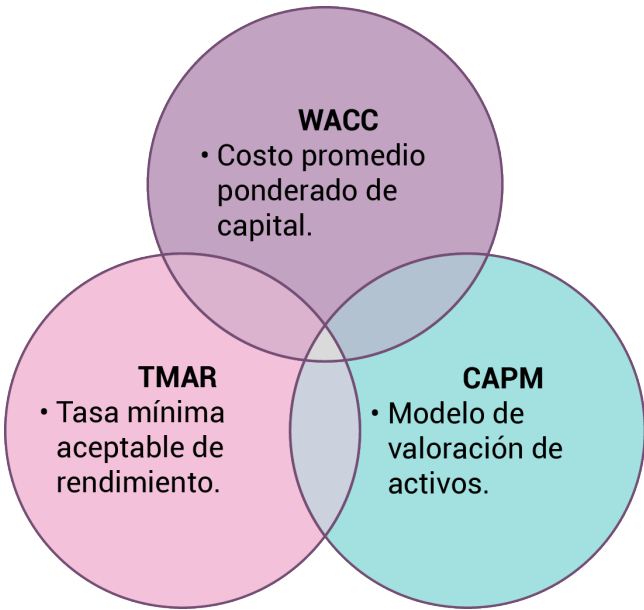 WACC
• Costo promedio
ponderado de
capital.
TMAR
• Tasa mínima
aceptable de
rendimiento.
CAPM
• Modelo de
valoración de
activos.